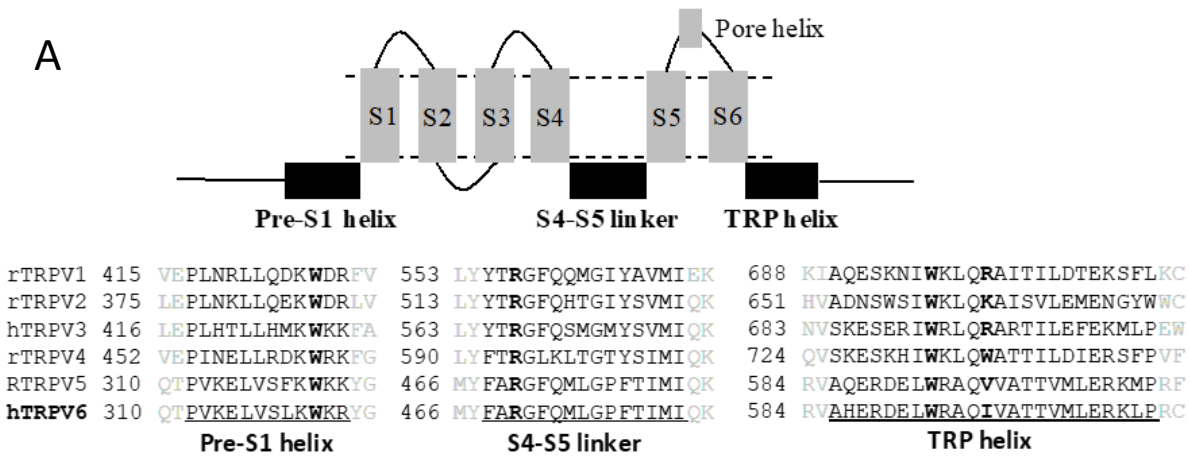 A
Pore helix
S1 S2 S3 S4 S5 S6
Pre-S1 helix S4-S5 linker TRP helix
rTRPV1 415 VEPLNRLLQDKWDRFV 553 LYYTRGFQQMGIYAVMIEK 688 KIAQESKNIWKLQRAITILDTEKSFLKC
rTRPV2 375 LEPLNKLLQEKWDRLV 513 LYYTRGFQHTGIYSVMIQK 651 HVADNSWSIWKLQKAISVLEMENGYWWC
hTRPV3 416 LEPLHTLLHMKWKKFA 563 LYYTRGFQSMGMYSVMIQK 683 NVSKESERIWRLQRARTILEFEKMLPEW
rTRPV4 452 VEPINELLRDKWRKFG 590 LYFTRGLKLTGTYSIMIQK 724 QVSKESKHIWKLQWATTILDIERSFPVF
RTRPV5 310 QTPVKELVSFKWKKYG 466 MYFARGFQMLGPFTIMIQK 584 RVAQERDELWRAQVVATTVMLERKMPRF
hTRPV6 310 QTPVKELVSLKWKRYG 466 MYFARGFQMLGPFTIMIQK 584 RVAHERDELWRAQIVATTVMLERKLPRC
Pre-S1 helix S4-S5 linker TRP helix